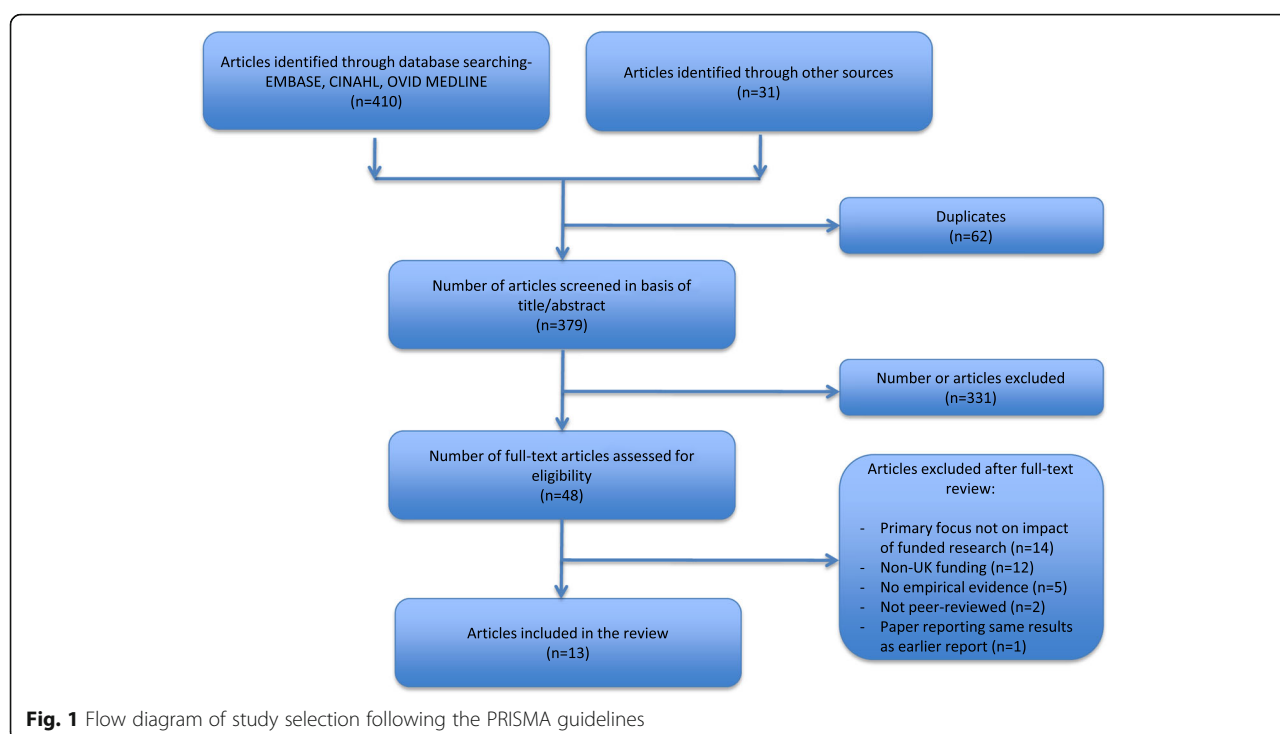 Articles identified through database searching-
EMBASE, CINAHL, OVID MEDLINE
(n=410)
Articles identified through other sources
(n=31)
Duplicates
(n=62)
Number of articles screened in basis of
title/abstract
(n=379)
Number or articles excluded
(n=331)
Number of full-text articles assessed for
eligibility
(n=48)
Articles excluded after full-text
review:
- Primary focus not on impact
of funded research (n=14)
- Non-UK funding (n=12)
- No empirical evidence (n=5)
- Not peer-reviewed (n=2)
- Paper reporting same results
as earlier report (n=1)
Articles included in the review
(n=13)
Fig. 1 Flow diagram of study selection following the PRISMA guidelines